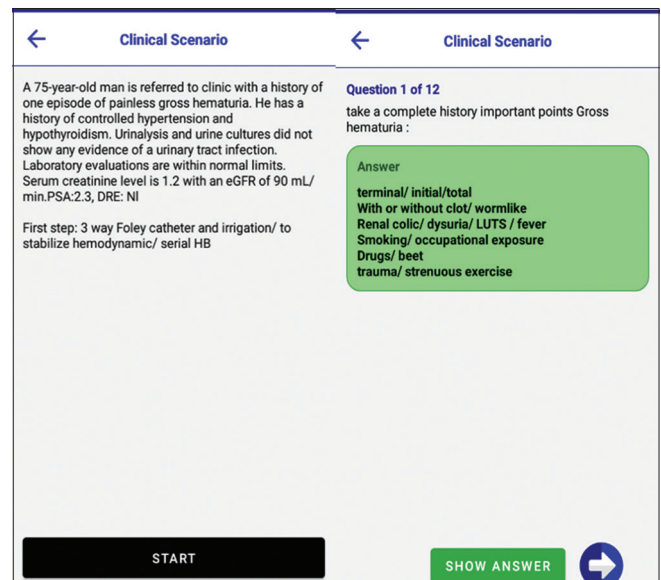 Clinical Scenario
A 75-year-old man is referred to clinic with a history of
one episode of painless gross hematuria. He has a
history of controlled hypertension and
hypothyroidism. Urinalysis and urine cultures did not
show any evidence of a urinary tract infection.
Laboratory evaluations are within normal limits.
Serum creatinine level is 1.2 with an eGFR of 90 mL/
min.PSA:2.3, DRE: Nl
First step: 3 way Foley catheter and irrigation/ to
stabilize hemodynamic/ serial HB
START
Clinical Scenario
Question 1 of 12
take a complete history important points Gross
hematuria :
Answer
terminal/ initial/total
With or without clot/ wormlike
Renal colic/ dysuria/ LUTS / fever
Smoking/ occupational exposure
Drugs/ beet
trauma/ strenuous exercise
SHOW ANSWER